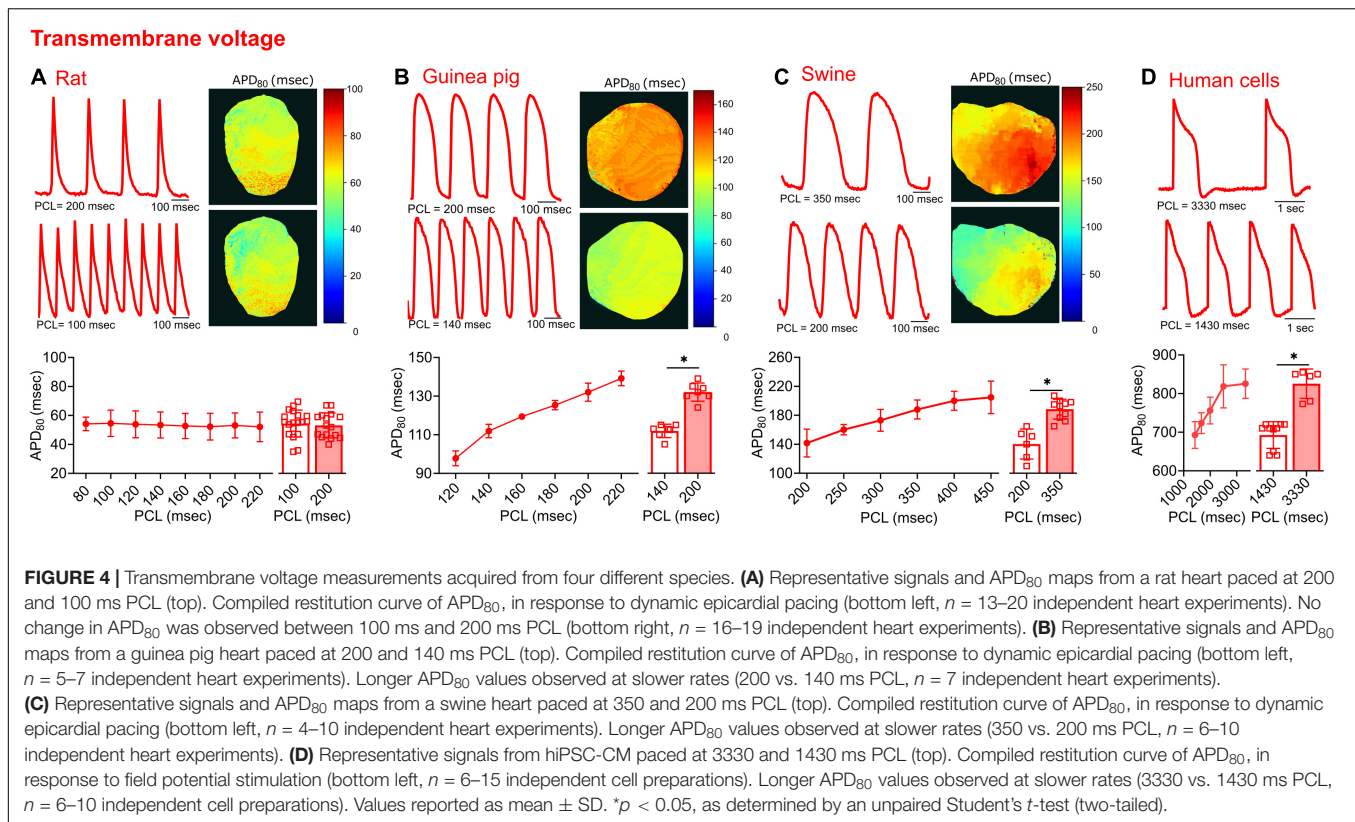 Transmembrane voltage
A Rat
APD80 (msec)
100
80
60
40
20
0
PCL = 200 msec
100 msec
PCL= 100 msec
100 msec
APD80 (msec)
100
80
60
40
20
80
100
120
140
160
180
200
220
PCL (msec)
100
200
PCL (msec)
B Guinea pig
APD80 (msec)
160
140
120
100
80
60
40
20
0
PCL = 200 msec
100 msec
PCL = 140 msec
100 msec
APD80 (msec)
150
130
110
90
120
140
160
180
200
220
PCL (msec)
*
140
200
PCL (msec)
C Swine
APD80 (msec)
250
200
150
100
50
0
PCL = 350 msec
100 msec
PCL = 200 msec
100 msec
APD80 (msec)
260
220
180
140
100
200
250
300
350
400
450
PCL (msec)
*
200
350
PCL (msec)
D Human cells
PCL = 3330 msec
1 sec
PCL = 1430 msec
1 sec
APD80 (msec)
900
800
700
600
1000
2000
3000
PCL (msec)
*
1430
3330
PCL (msec)
FIGURE 4 | Transmembrane voltage measurements acquired from four different species. (A) Representative signals and APD80 maps from a rat heart paced at 200
and 100 ms PCL (top). Compiled restitution curve of APD80, in response to dynamic epicardial pacing (bottom left, n = 13–20 independent heart experiments). No
change in APD80 was observed between 100 ms and 200 ms PCL (bottom right, n = 16–19 independent heart experiments). (B) Representative signals and APD80
maps from a guinea pig heart paced at 200 and 140 ms PCL (top). Compiled restitution curve of APD80, in response to dynamic epicardial pacing (bottom left,
n = 5–7 independent heart experiments). Longer APD80 values observed at slower rates (200 vs. 140 ms PCL, n = 7 independent heart experiments).
(C) Representative signals and APD80 maps from a swine heart paced at 350 and 200 ms PCL (top). Compiled restitution curve of APD80, in response to dynamic
epicardial pacing (bottom left, n = 4–10 independent heart experiments). Longer APD80 values observed at slower rates (350 vs. 200 ms PCL, n = 6–10
independent heart experiments). (D) Representative signals from hiPSC-CM paced at 3330 and 1430 ms PCL (top). Compiled restitution curve of APD80, in
response to field potential stimulation (bottom left, n = 6–15 independent cell preparations). Longer APD80 values observed at slower rates (3330 vs. 1430 ms PCL,
n = 6–10 independent cell preparations). Values reported as mean ± SD. *p < 0.05, as determined by an unpaired Student's t-test (two-tailed).